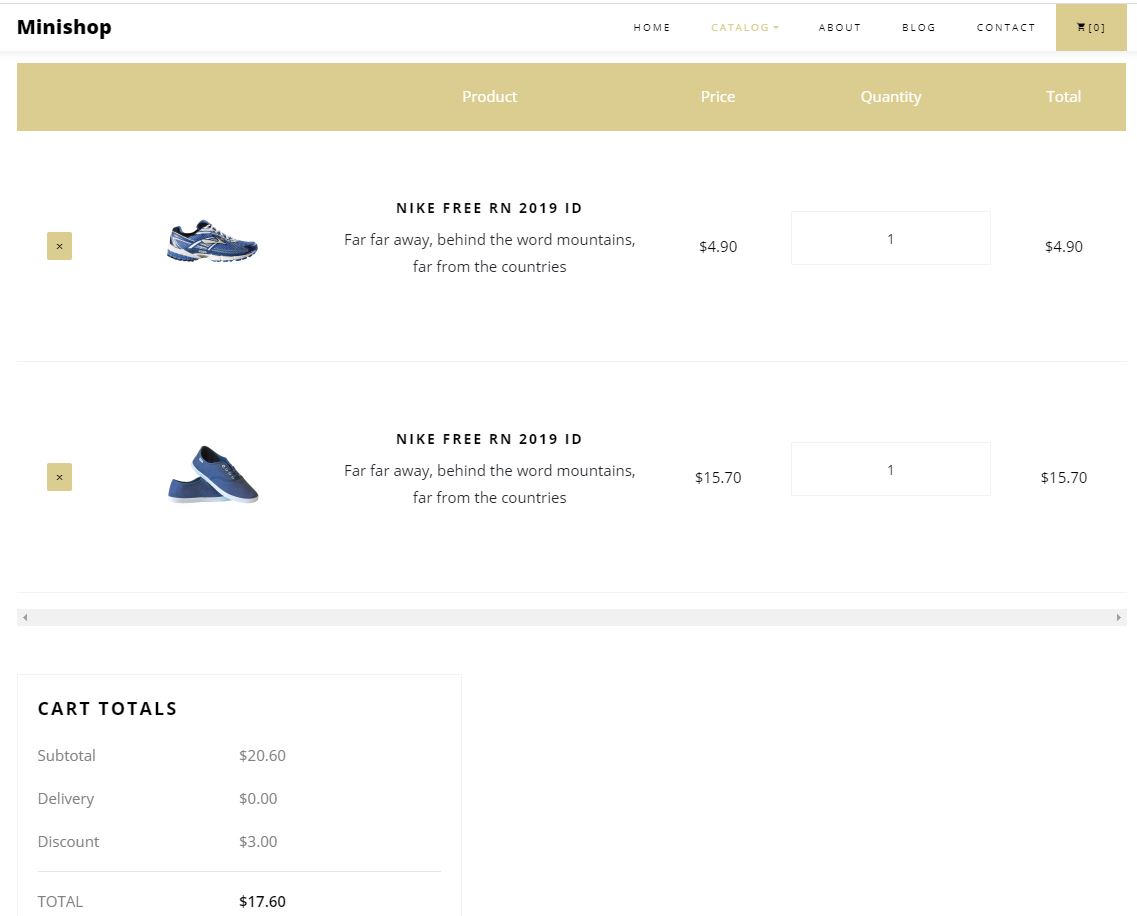 Minishop
HOME CATALOG ABOUT BLOG CONTACT [0]
Product Price Quantity Total
NIKE FREE RN 2019 ID
Far far away, behind the word mountains,
far from the countries
$4.90 1 $4.90
×
NIKE FREE RN 2019 ID
Far far away, behind the word mountains,
far from the countries
$15.70 1 $15.70
×
CART TOTALS
Subtotal $20.60
Delivery $0.00
Discount $3.00
TOTAL $17.60